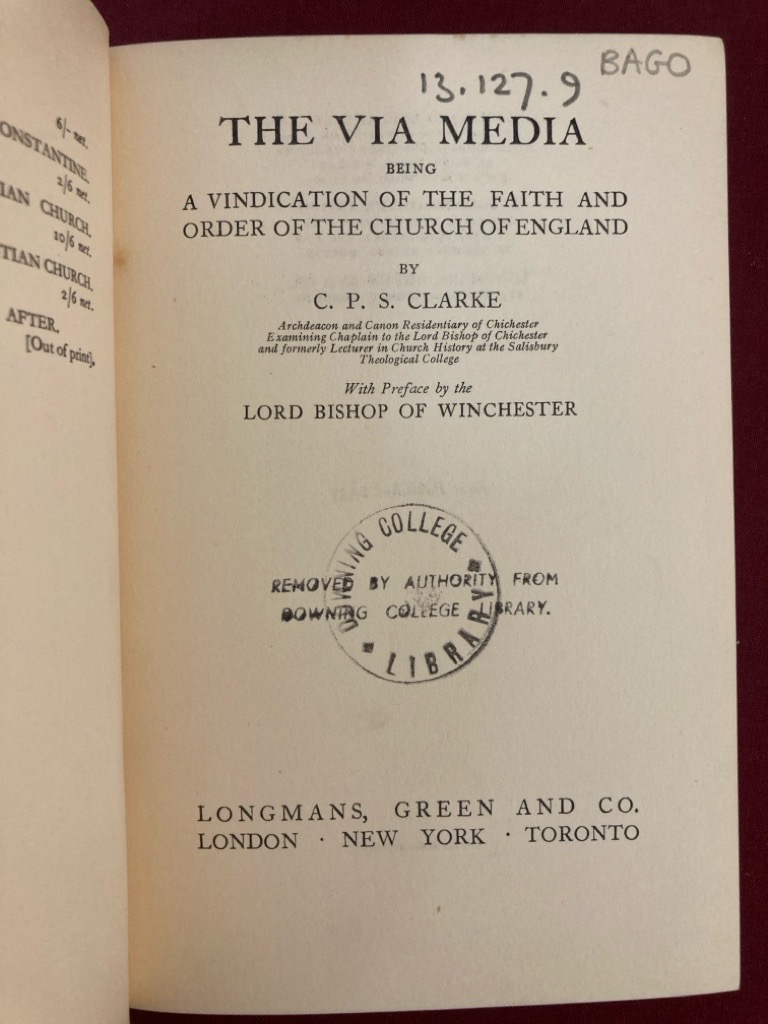 6/- net.
ONSTANTINE.
2/6 net.
IAN CHURCH.
10/6 net.
TIAN CHURCH.
2/6 net.
AFTER.
[Out of print].
BAGO
13.127.9
THE VIA MEDIA
BEING
A VINDICATION OF THE FAITH AND
ORDER OF THE CHURCH OF ENGLAND
BY
C. P. S. CLARKE
Archdeacon and Canon Residentiary of Chichester
Examining Chaplain to the Lord Bishop of Chichester
and formerly Lecturer in Church History at the Salisbury
Theological College
With Preface by the
LORD BISHOP OF WINCHESTER
DOWNING COLLEGE
LIBRARY
REMOVED BY AUTHORITY FROM
DOWNING COLLEGE LIBRARY.
LONGMANS, GREEN AND CO.
LONDON · NEW YORK · TORONTO